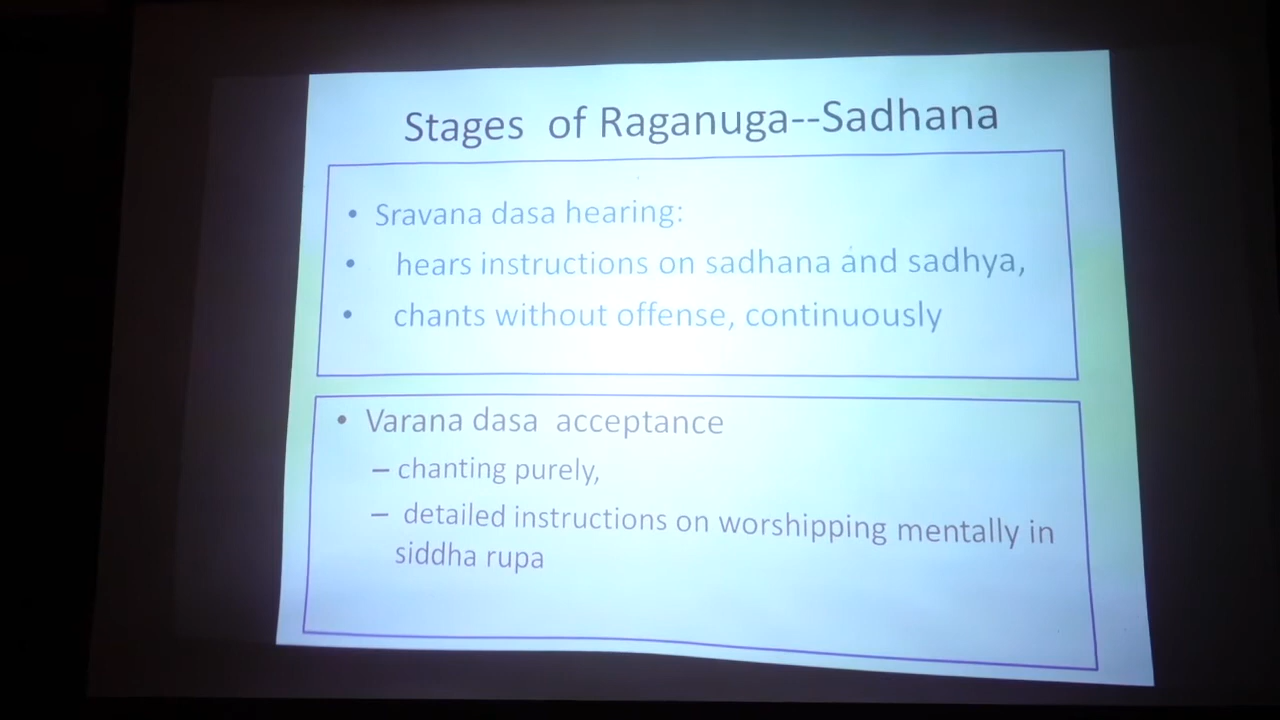 Stages of Raganuga--Sadhana
• Sravana dasa hearing:
• hears instructions on sadhana and sadhya,
• chants without offense, continuously
• Varana dasa acceptance
– chanting purely,
– detailed instructions on worshipping mentally in
siddha rupa